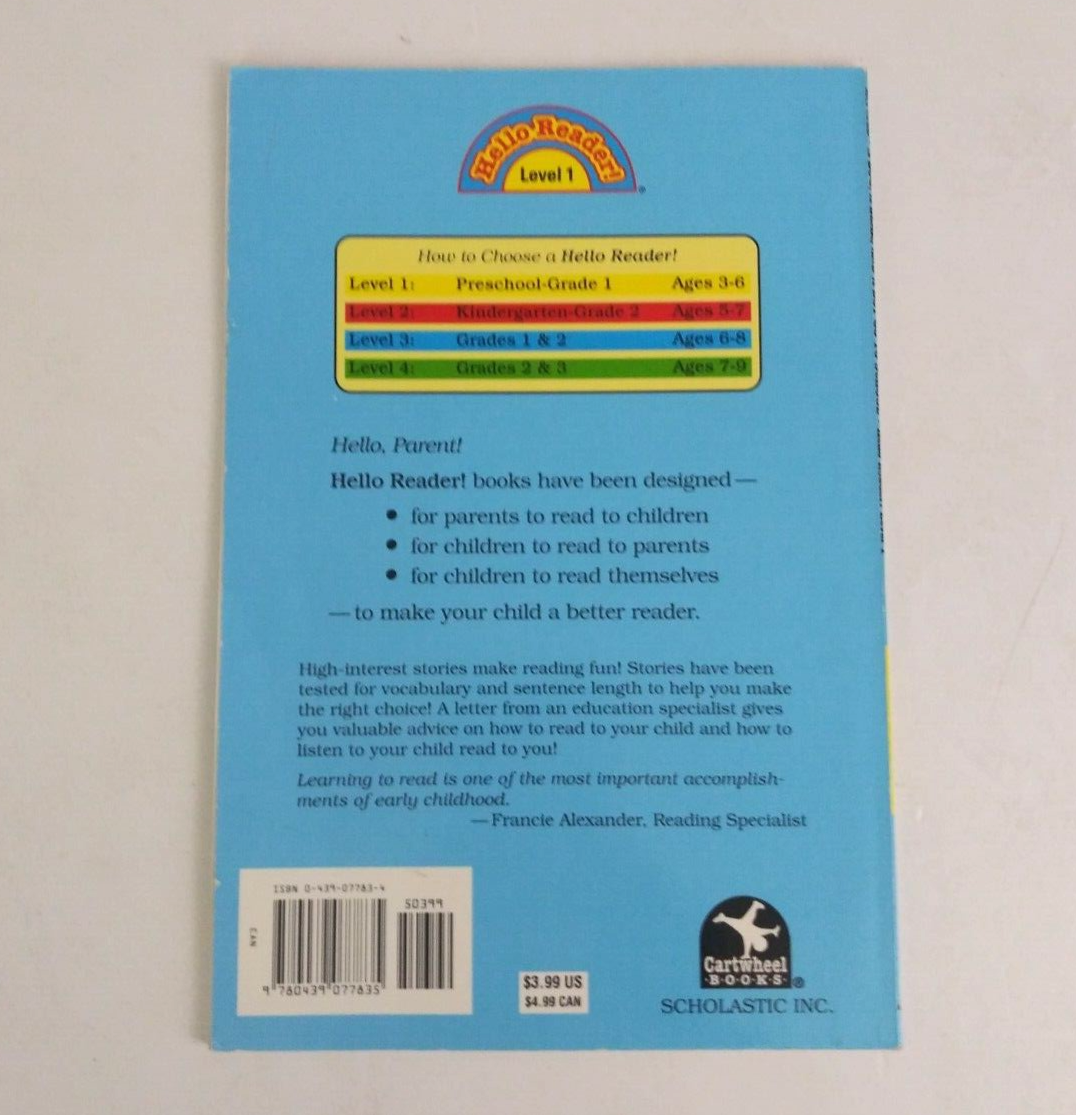 Hello Reader!
Level 1
How to Choose a Hello Reader!
Level 1: Preschool-Grade 1 Ages 3-6
Level 2: Kindergarten-Grade 2 Ages 5-7
Level 3: Grades 1 & 2 Ages 6-8
Level 4: Grades 2 & 3 Ages 7-9
Hello, Parent!
Hello Reader! books have been designed—
• for parents to read to children
• for children to read to parents
• for children to read themselves
—to make your child a better reader.
High-interest stories make reading fun! Stories have been
tested for vocabulary and sentence length to help you make
the right choice! A letter from an education specialist gives
you valuable advice on how to read to your child and how to
listen to your child read to you!
Learning to read is one of the most important accomplish-
ments of early childhood.
—Francie Alexander, Reading Specialist
ISBN 0-439-07783-4
50399
CAN
9 780439 077835
$3.99 US
$4.99 CAN
Cartwheel
·B·O·O·K·S· ®
SCHOLASTIC INC.